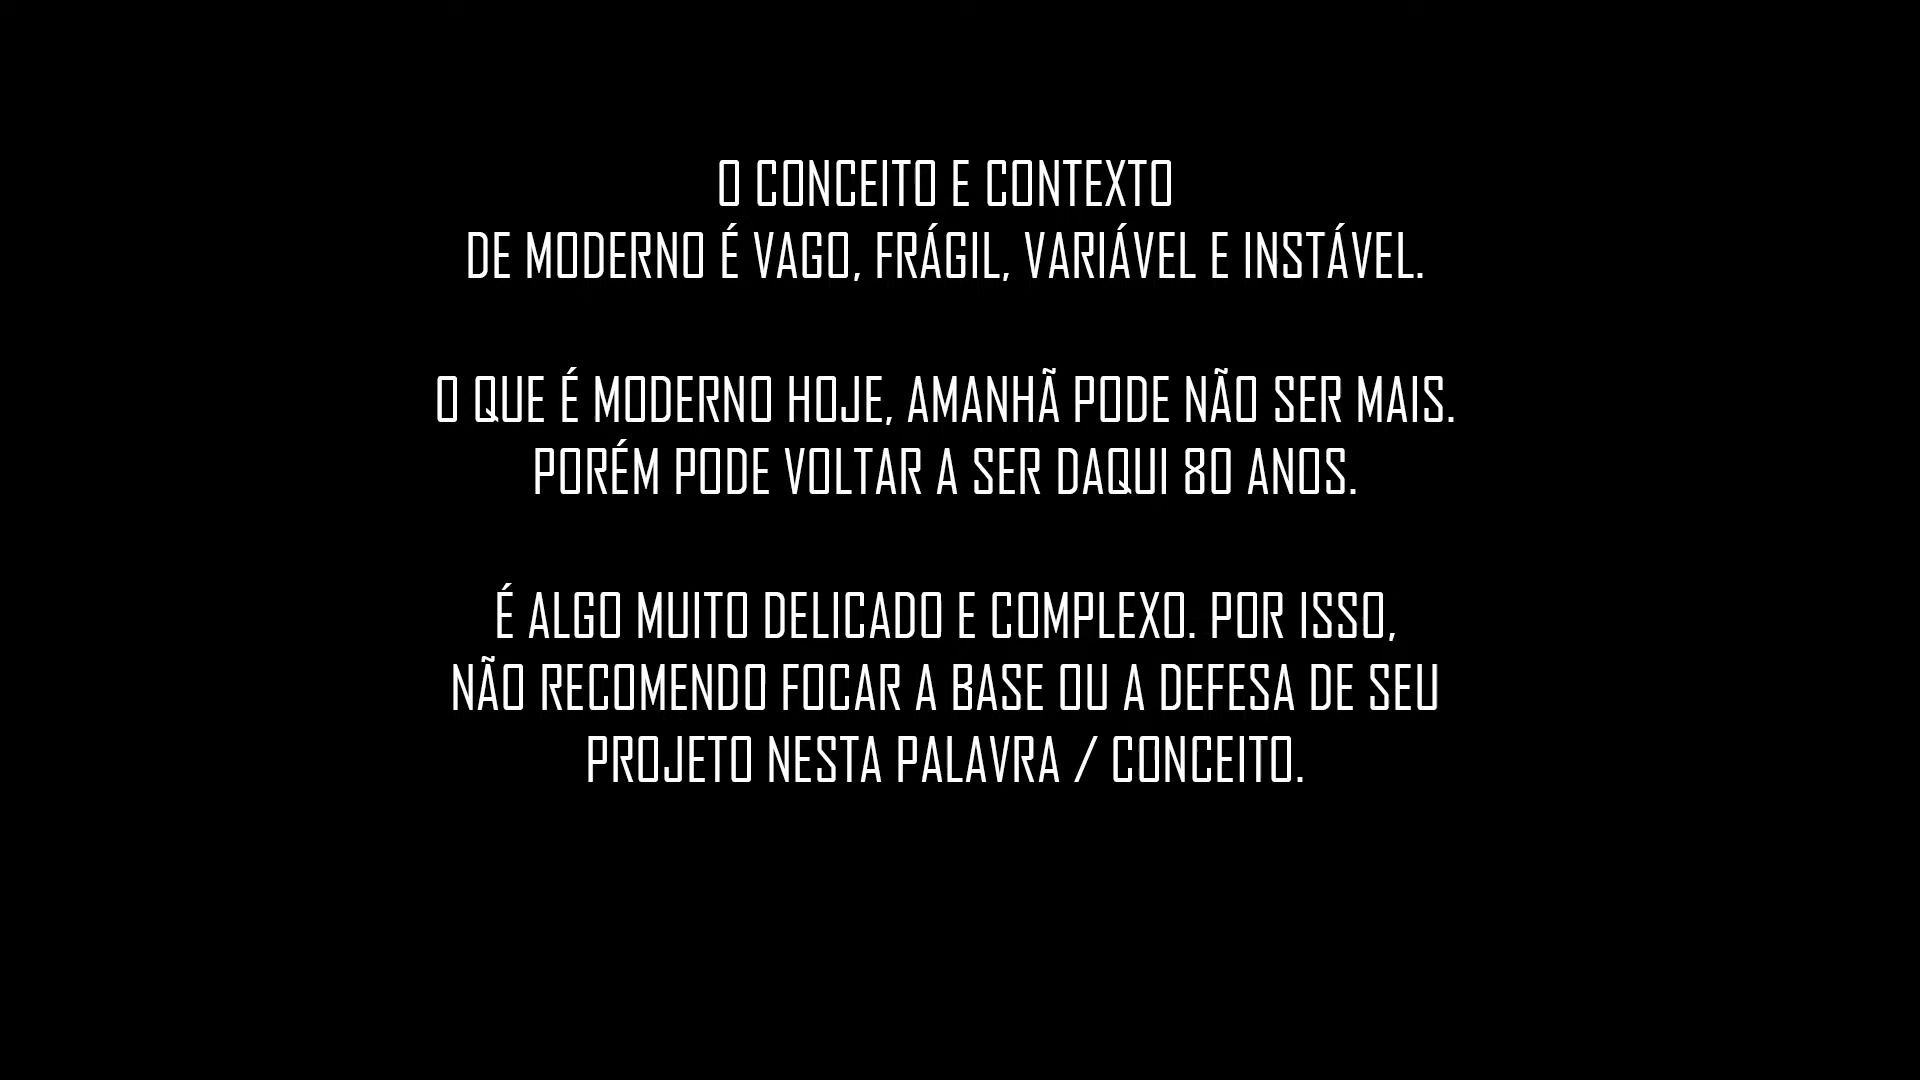 O CONCEITO E CONTEXTO
DE MODERNO É VAGO, FRÁGIL, VARIÁVEL E INSTÁVEL.
O QUE É MODERNO HOJE, AMANHÃ PODE NÃO SER MAIS.
PORÉM PODE VOLTAR A SER DAQUI 80 ANOS.
É ALGO MUITO DELICADO E COMPLEXO. POR ISSO,
NÃO RECOMENDO FOCAR A BASE OU A DEFESA DE SEU
PROJETO NESTA PALAVRA / CONCEITO.